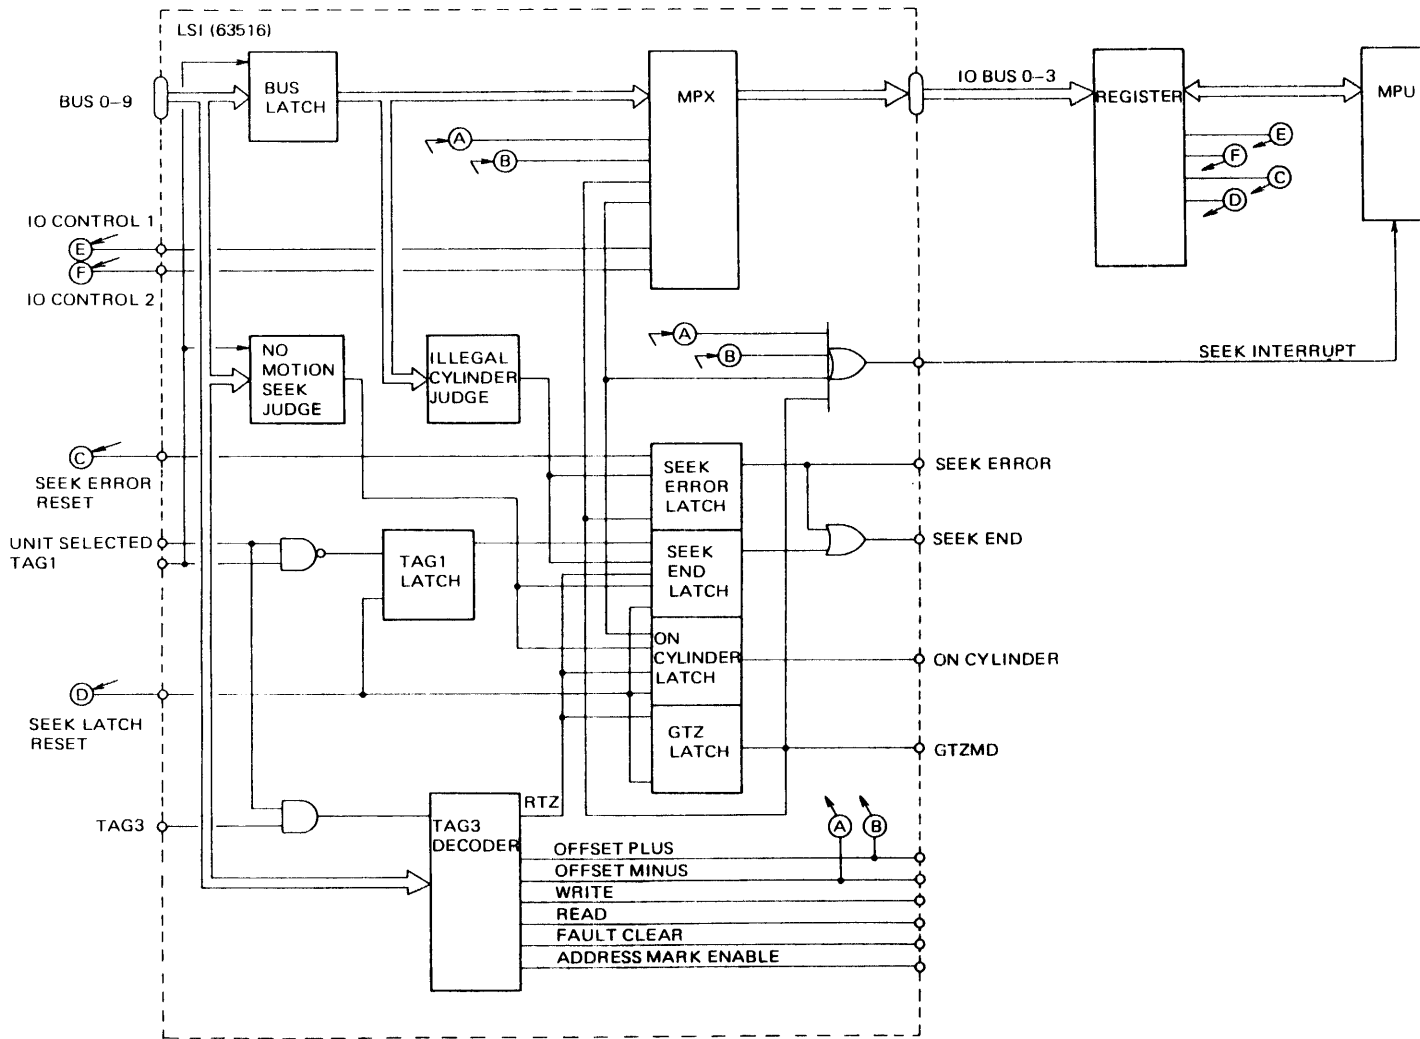 LSI (63516)
BUS 0-9
BUS
LATCH
MPX
IO BUS 0-3
REGISTER
MPU
A
B
E
F
C
D
IO CONTROL 1
E
F
IO CONTROL 2
NO
MOTION
SEEK
JUDGE
ILLEGAL
CYLINDER
JUDGE
A
B
SEEK INTERRUPT
C
SEEK ERROR
RESET
SEEK
ERROR
LATCH
SEEK ERROR
UNIT SELECTED
TAG1
TAG1
LATCH
SEEK
END
LATCH
SEEK END
ON
CYLINDER
LATCH
ON CYLINDER
D
SEEK LATCH
RESET
GTZ
LATCH
GTZMD
TAG3
TAG3
DECODER
RTZ
A
B
OFFSET PLUS
OFFSET MINUS
WRITE
READ
FAULT CLEAR
ADDRESS MARK ENABLE